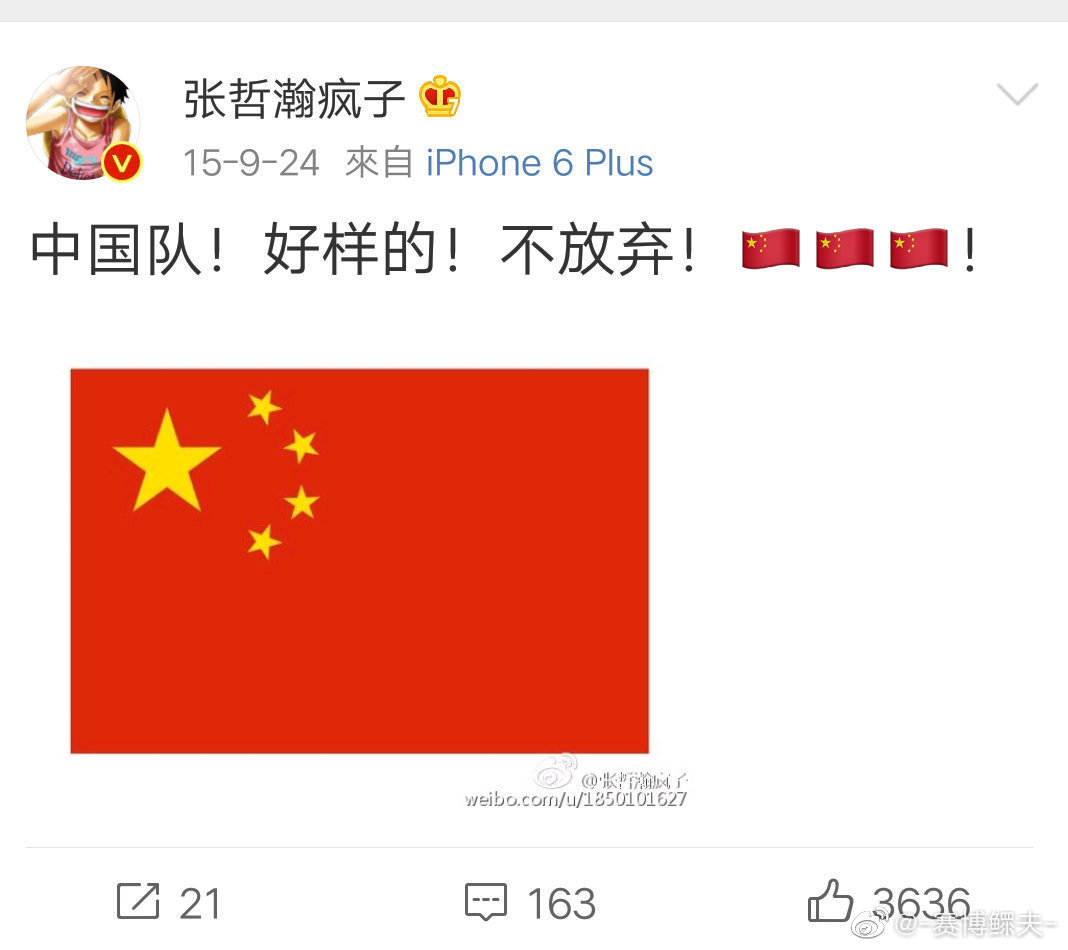 张哲瀚疯子
15-9-24 來自 iPhone 6 Plus
中国队！好样的！不放弃！🇨🇳🇨🇳🇨🇳！
@张哲瀚疯子
weibo.com/u/1850101627
21 163 3636
@-赛博鳏夫-